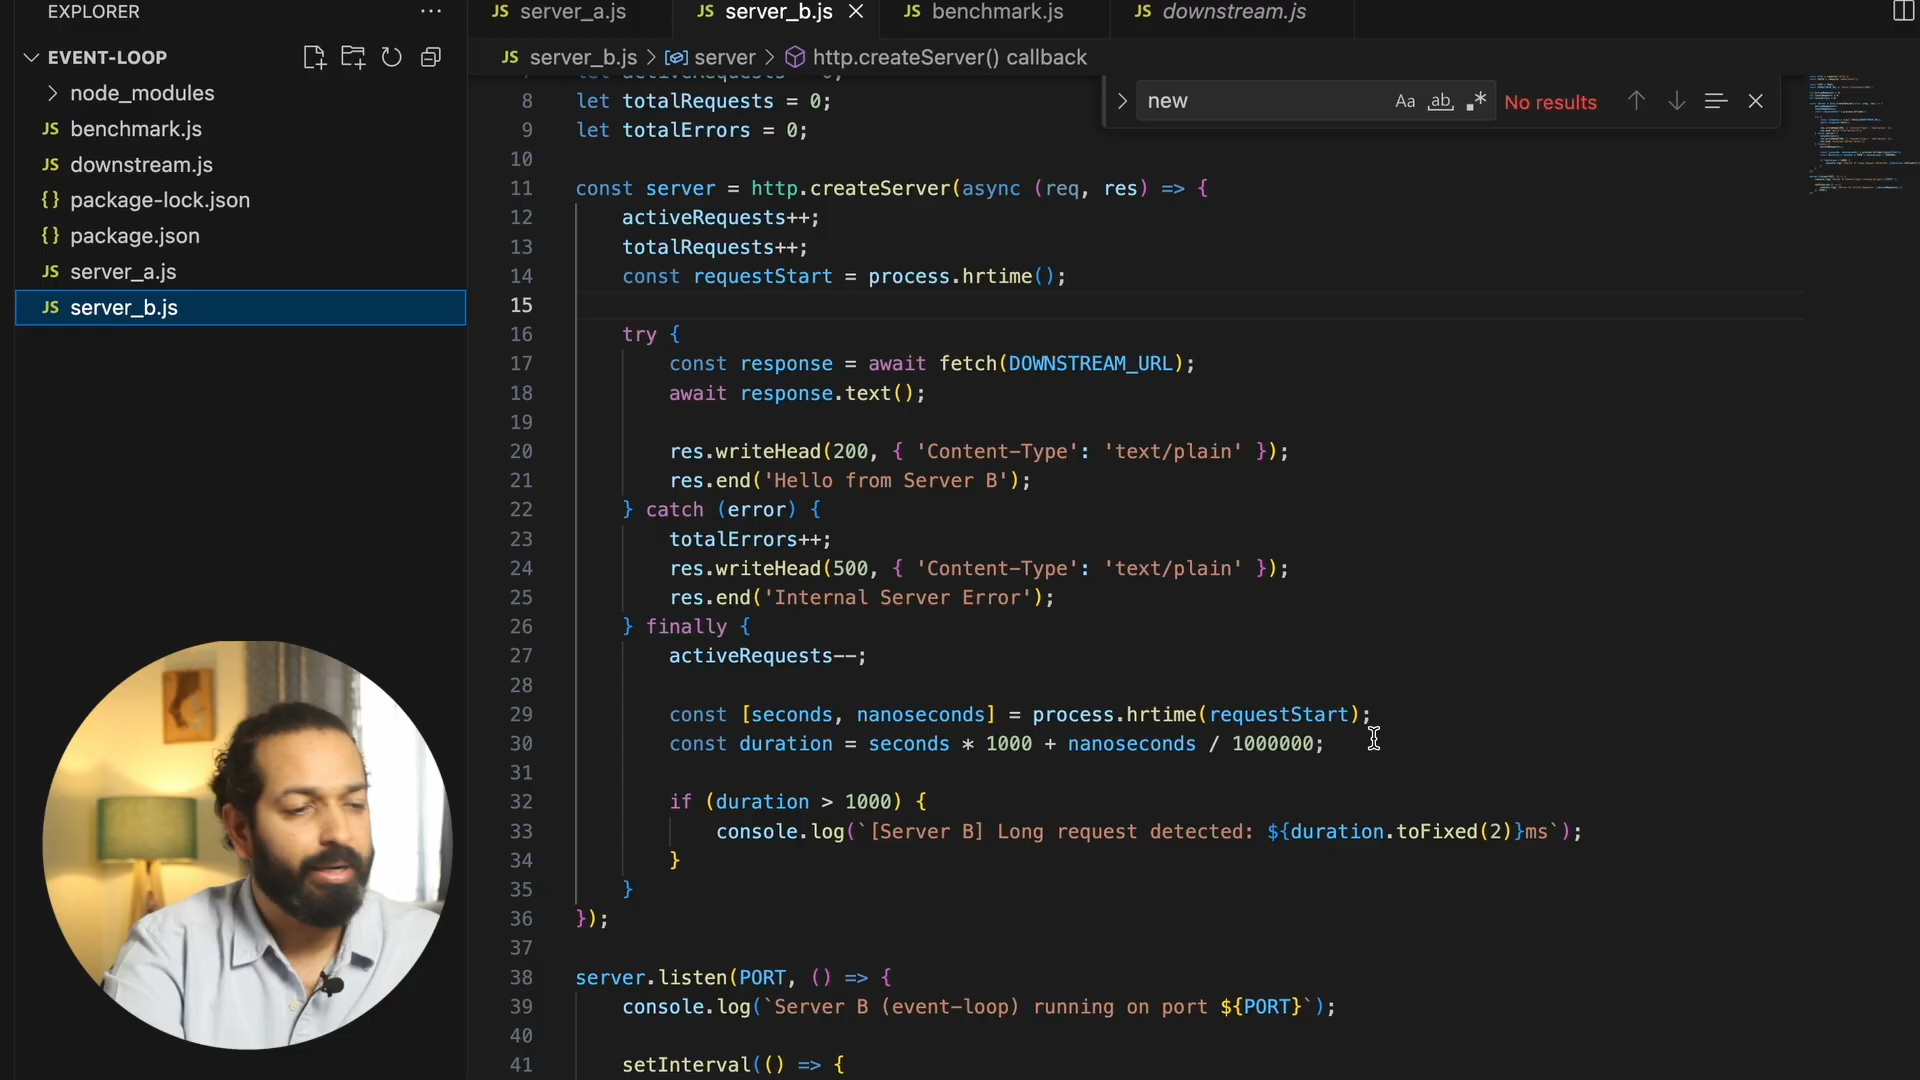 EXPLORER
...
EVENT-LOOP
node_modules
JS benchmark.js
JS downstream.js
{} package-lock.json
{} package.json
JS server_a.js
JS server_b.js
JS server_a.js
JS server_b.js
JS benchmark.js
JS downstream.js
JS server_b.js > server > http.createServer() callback
new
Aa ab .* No results
8 let totalRequests = 0;
9 let totalErrors = 0;
10
11 const server = http.createServer(async (req, res) => {
12 activeRequests++;
13 totalRequests++;
14 const requestStart = process.hrtime();
15
16 try {
17 const response = await fetch(DOWNSTREAM_URL);
18 await response.text();
19
20 res.writeHead(200, { 'Content-Type': 'text/plain' });
21 res.end('Hello from Server B');
22 } catch (error) {
23 totalErrors++;
24 res.writeHead(500, { 'Content-Type': 'text/plain' });
25 res.end('Internal Server Error');
26 } finally {
27 activeRequests--;
28
29 const [seconds, nanoseconds] = process.hrtime(requestStart);
30 const duration = seconds * 1000 + nanoseconds / 1000000;
31
32 if (duration > 1000) {
33 console.log(`[Server B] Long request detected: ${duration.toFixed(2)}ms`);
34 }
35 }
36 });
37
38 server.listen(PORT, () => {
39 console.log(`Server B (event-loop) running on port ${PORT}`);
40
41 setInterval(() => {